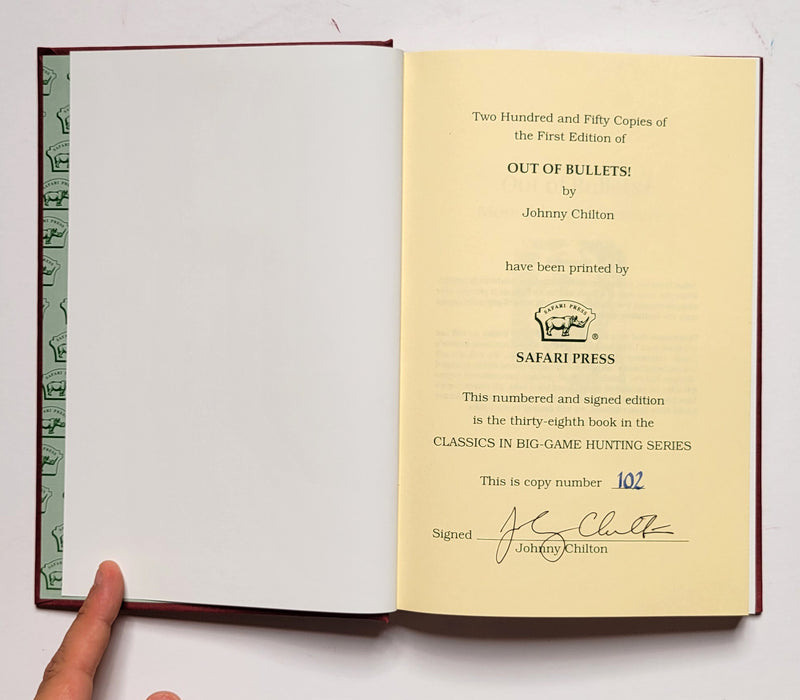 Two Hundred and Fifty Copies of
the First Edition of
OUT OF BULLETS!
by
Johnny Chilton
have been printed by
SAFARI PRESS
®
SAFARI PRESS
This numbered and signed edition
is the thirty-eighth book in the
CLASSICS IN BIG-GAME HUNTING SERIES
This is copy number 102
Signed
Johnny Chilton